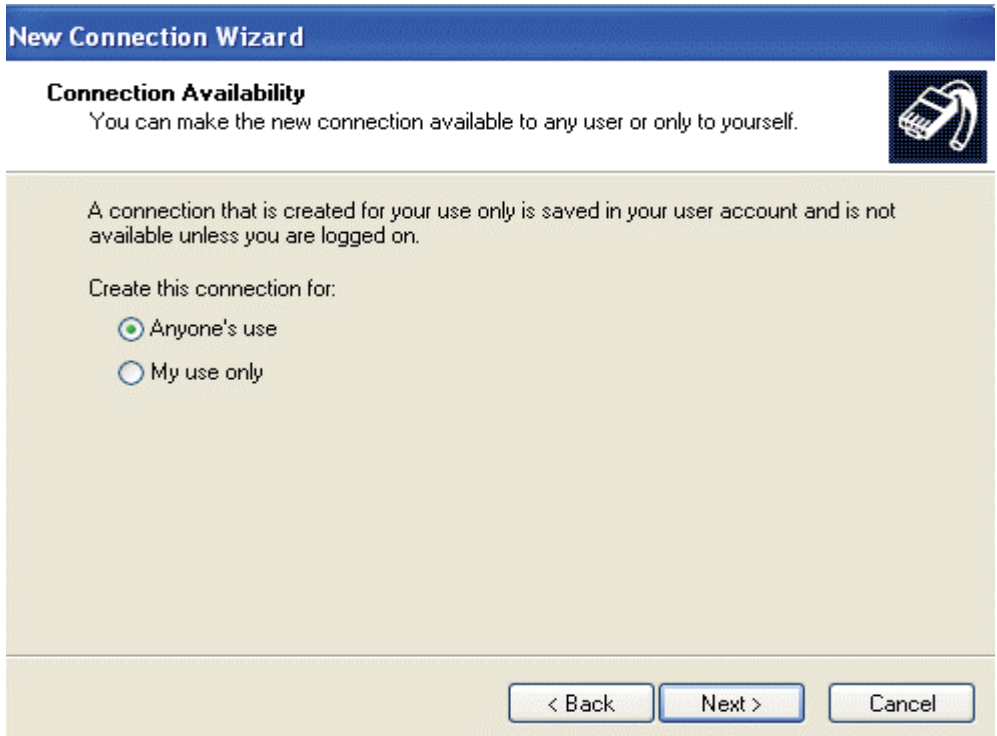 New Connection Wizard
Connection Availability
You can make the new connection available to any user or only to yourself.
A connection that is created for your use only is saved in your user account and is not
available unless you are logged on.
Create this connection for:
Anyone's use
My use only
< Back Next > Cancel